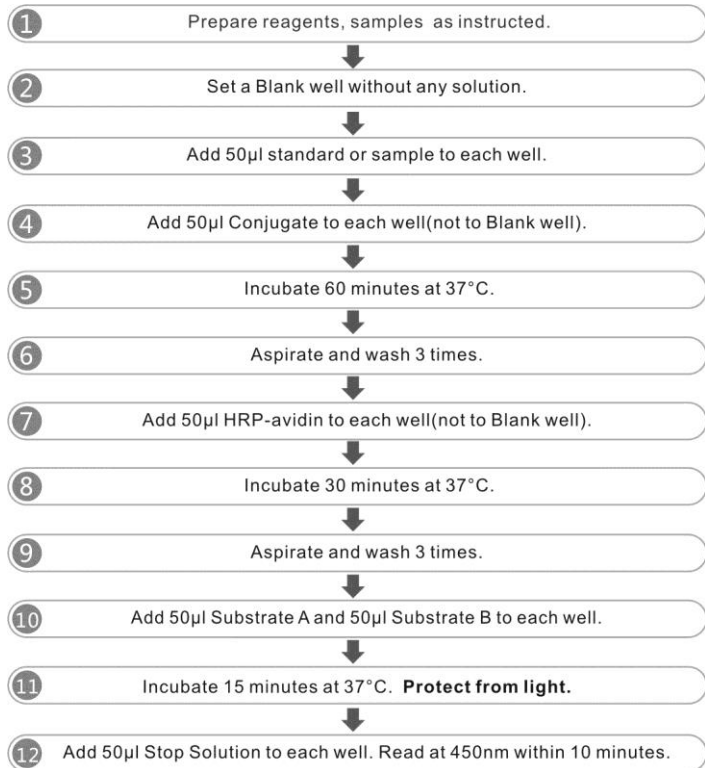 1 Prepare reagents, samples as instructed.
2 Set a Blank well without any solution.
3 Add 50μl standard or sample to each well.
4 Add 50μl Conjugate to each well(not to Blank well).
5 Incubate 60 minutes at 37°C.
6 Aspirate and wash 3 times.
7 Add 50μl HRP-avidin to each well(not to Blank well).
8 Incubate 30 minutes at 37°C.
9 Aspirate and wash 3 times.
10 Add 50μl Substrate A and 50μl Substrate B to each well.
11 Incubate 15 minutes at 37°C. Protect from light.
12 Add 50μl Stop Solution to each well. Read at 450nm within 10 minutes.